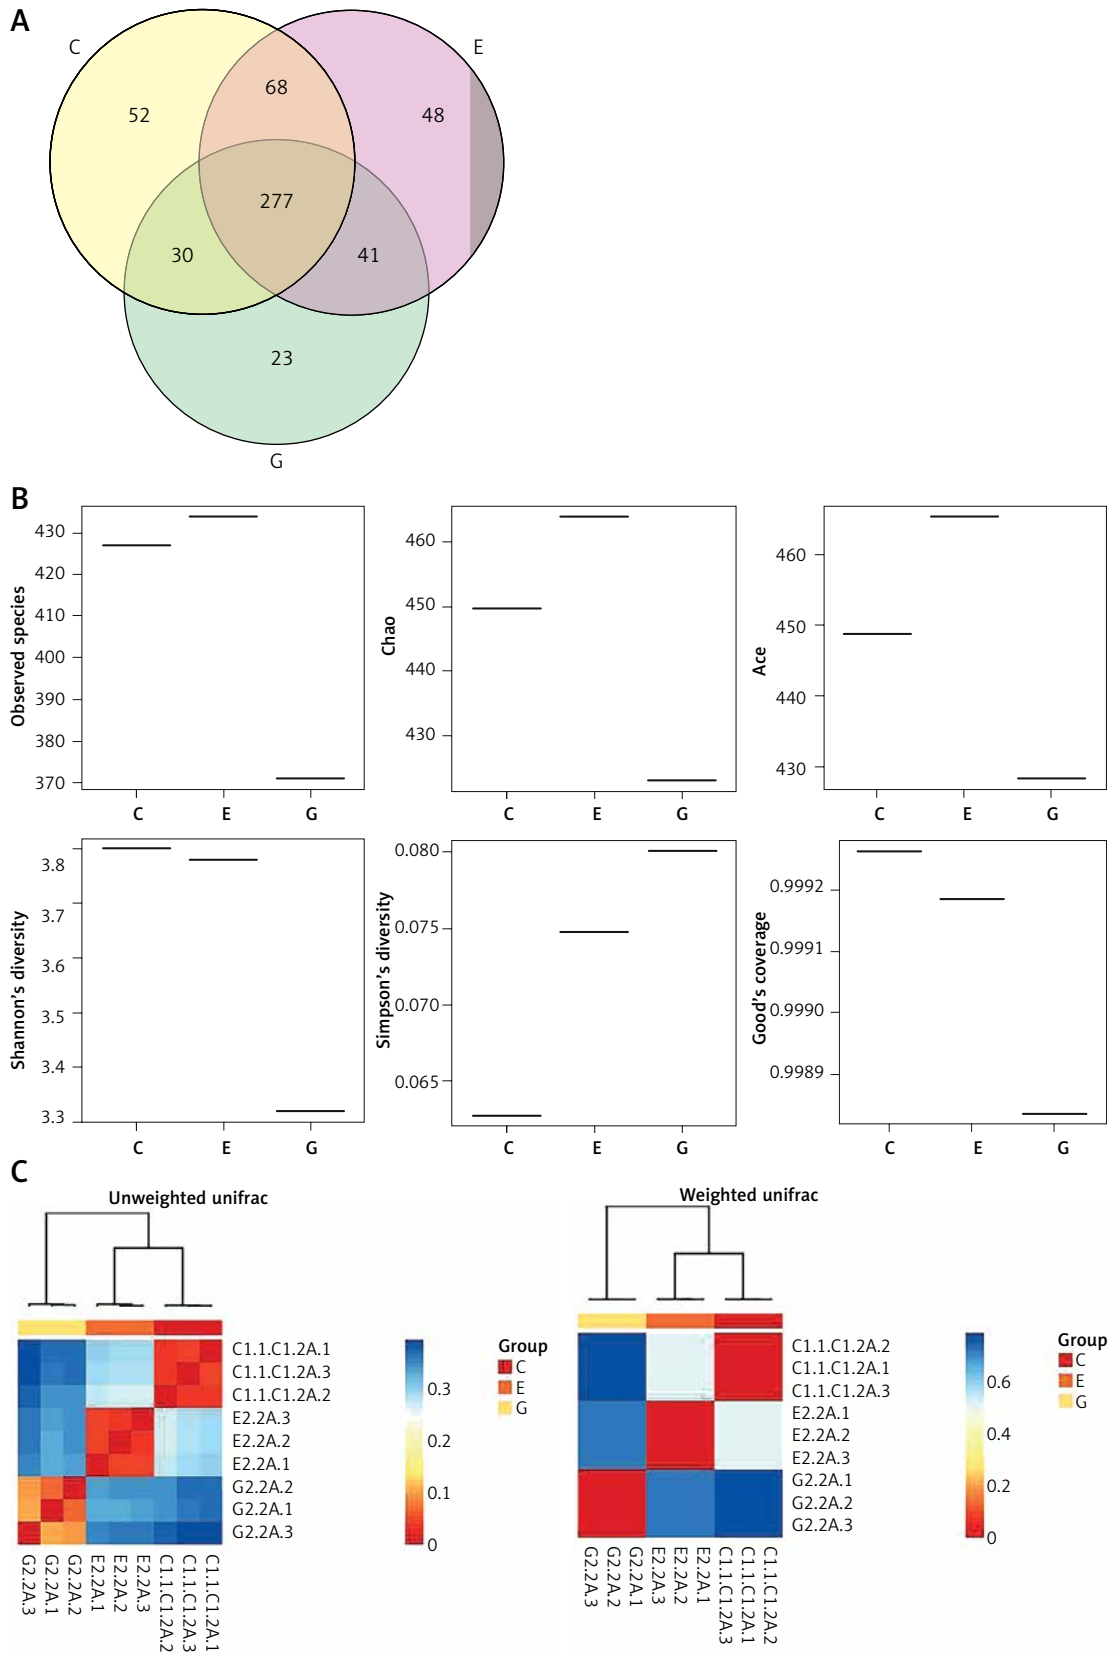 A
C
E
68
52
48
277
30
41
23
G
B
430
420
410
400
390
380
370
Observed species
C
E
G
460
450
440
430
Chao
C
E
G
460
450
440
430
Ace
C
E
G
3.8
3.7
3.6
3.5
3.4
3.3
Shannon's diversity
C
E
G
0.080
0.075
0.070
0.065
Simpson's diversity
C
E
G
0.9992
0.9991
0.9990
0.9989
Good's coverage
C
E
G
C
Unweighted unifrac
C1.1.C1.2A.1
C1.1.C1.2A.3
C1.1.C1.2A.2
E2.2A.3
E2.2A.2
E2.2A.1
G2.2A.2
G2.2A.1
G2.2A.3
G2.2A.3
G2.2A.1
G2.2A.2
E2.2A.1
E2.2A.2
E2.2A.3
C1.1.C1.2A.2
C1.1.C1.2A.3
C1.1.C1.2A.1
0.3
0.2
0.1
0
Group
C
E
G
Weighted unifrac
C1.1.C1.2A.2
C1.1.C1.2A.1
C1.1.C1.2A.3
E2.2A.1
E2.2A.2
E2.2A.3
G2.2A.1
G2.2A.2
G2.2A.3
G2.2A.3
G2.2A.2
G2.2A.1
E2.2A.3
E2.2A.2
E2.2A.1
C1.1.C1.2A.3
C1.1.C1.2A.1
C1.1.C1.2A.2
0.6
0.4
0.2
0
Group
C
E
G